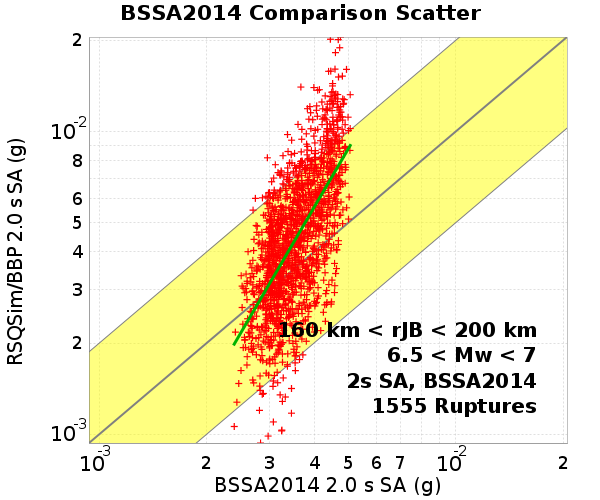 BSSA2014 Comparison Scatter
RSQSim/BBP 2.0 s SA (g)
2
10-2
8
6
5
4
3
2
10-3
160 km < rJB < 200 km
6.5 < Mw < 7
2s SA, BSSA2014
1555 Ruptures
10-3 2 3 4 5 6 7 10-2 2
BSSA2014 2.0 s SA (g)